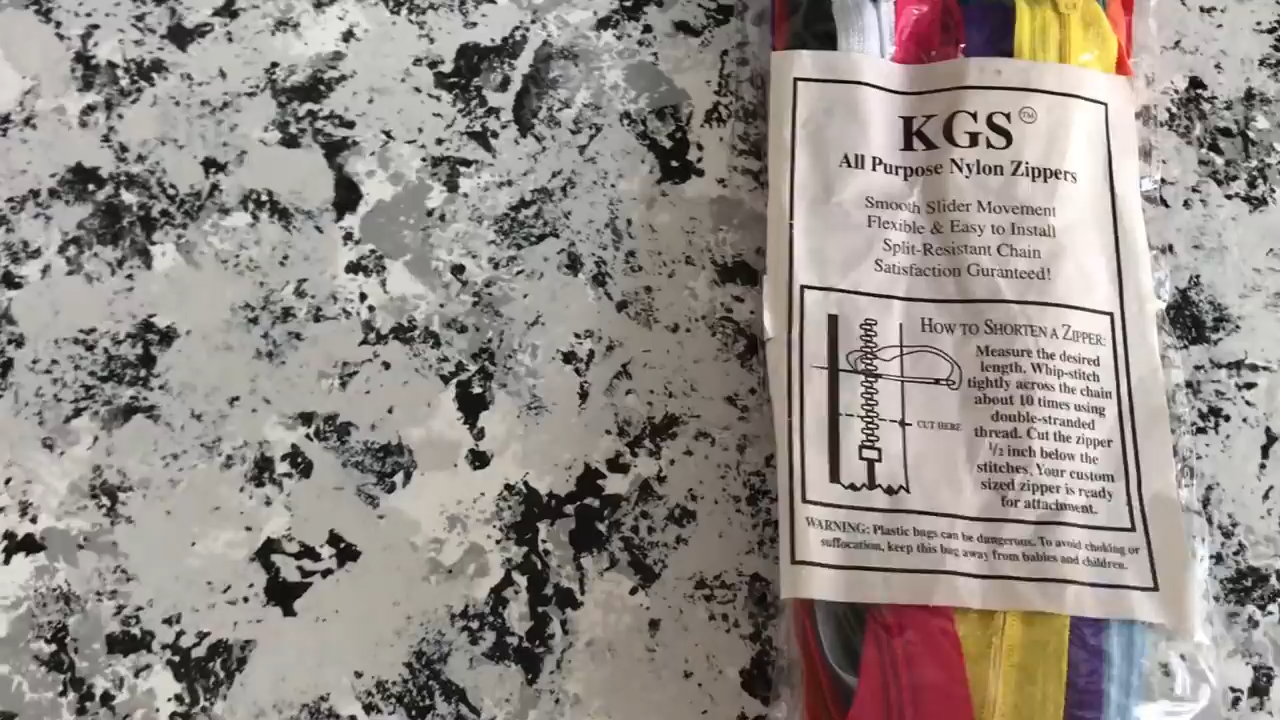 KGS™
All Purpose Nylon Zippers
Smooth Slider Movement
Flexible & Easy to Install
Split-Resistant Chain
Satisfaction Guranteed!
HOW TO SHORTEN A ZIPPER:
Measure the desired
length. Whip-stitch
tightly across the chain
about 10 times using
double-stranded
thread. Cut the zipper
1/2 inch below the
stitches. Your custom
sized zipper is ready
for attachment.
CUT HERE
WARNING: Plastic bags can be dangerous. To avoid choking or
suffocation, keep this bag away from babies and children.